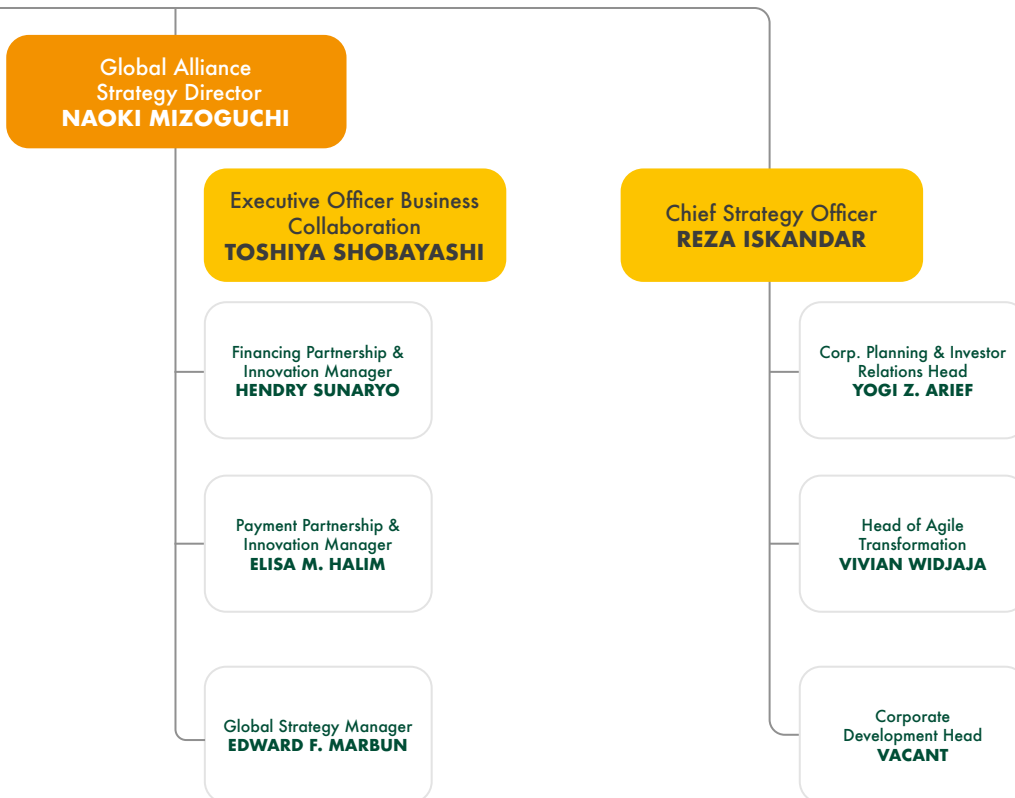 Global Alliance
Strategy Director
NAOKI MIZOGUCHI
Executive Officer Business
Collaboration
TOSHIYA SHOBAYASHI
Chief Strategy Officer
REZA ISKANDAR
Financing Partnership &
Innovation Manager
HENDRY SUNARYO
Corp. Planning & Investor
Relations Head
YOGI Z. ARIEF
Payment Partnership &
Innovation Manager
ELISA M. HALIM
Head of Agile
Transformation
VIVIAN WIDJAJA
Global Strategy Manager
EDWARD F. MARBUN
Corporate
Development Head
VACANT